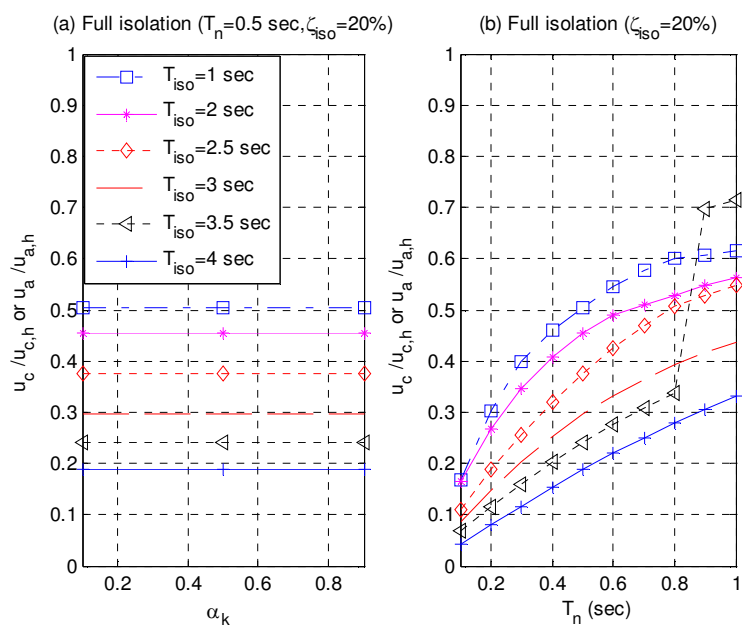 (a) Full isolation (T_n=0.5 sec,ζ_iso=20%)
(b) Full isolation (ζ_iso=20%)
u_c /u_c,h or u_a /u_a,h
1
0.9
0.8
0.7
0.6
0.5
0.4
0.3
0.2
0.1
0
T_iso=1 sec
T_iso=2 sec
T_iso=2.5 sec
T_iso=3 sec
T_iso=3.5 sec
T_iso=4 sec
0.2 0.4 0.6 0.8
α_k
u_c /u_c,h or u_a /u_a,h
1
0.9
0.8
0.7
0.6
0.5
0.4
0.3
0.2
0.1
0
0.2 0.4 0.6 0.8 1
T_n (sec)